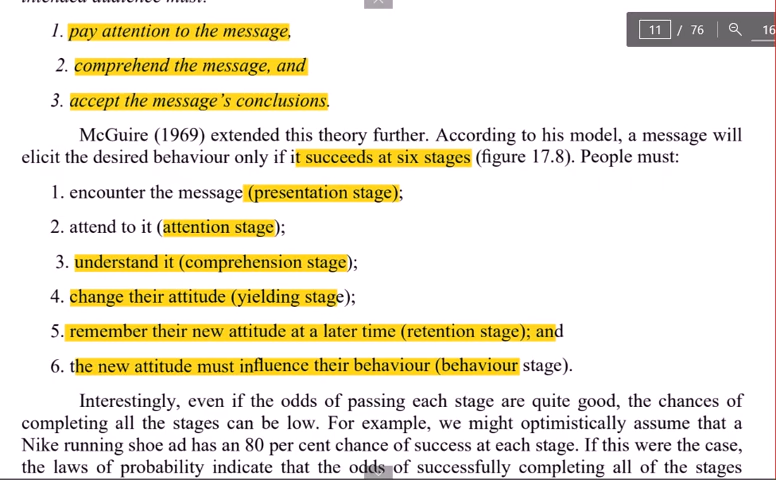 intended audience must:
1. pay attention to the message,
2. comprehend the message, and
3. accept the message's conclusions.
11 / 76
16
McGuire (1969) extended this theory further. According to his model, a message will
elicit the desired behaviour only if it succeeds at six stages (figure 17.8). People must:
1. encounter the message (presentation stage);
2. attend to it (attention stage);
3. understand it (comprehension stage);
4. change their attitude (yielding stage);
5. remember their new attitude at a later time (retention stage); and
6. the new attitude must influence their behaviour (behaviour stage).
Interestingly, even if the odds of passing each stage are quite good, the chances of
completing all the stages can be low. For example, we might optimistically assume that a
Nike running shoe ad has an 80 per cent chance of success at each stage. If this were the case,
the laws of probability indicate that the odds of successfully completing all of the stages